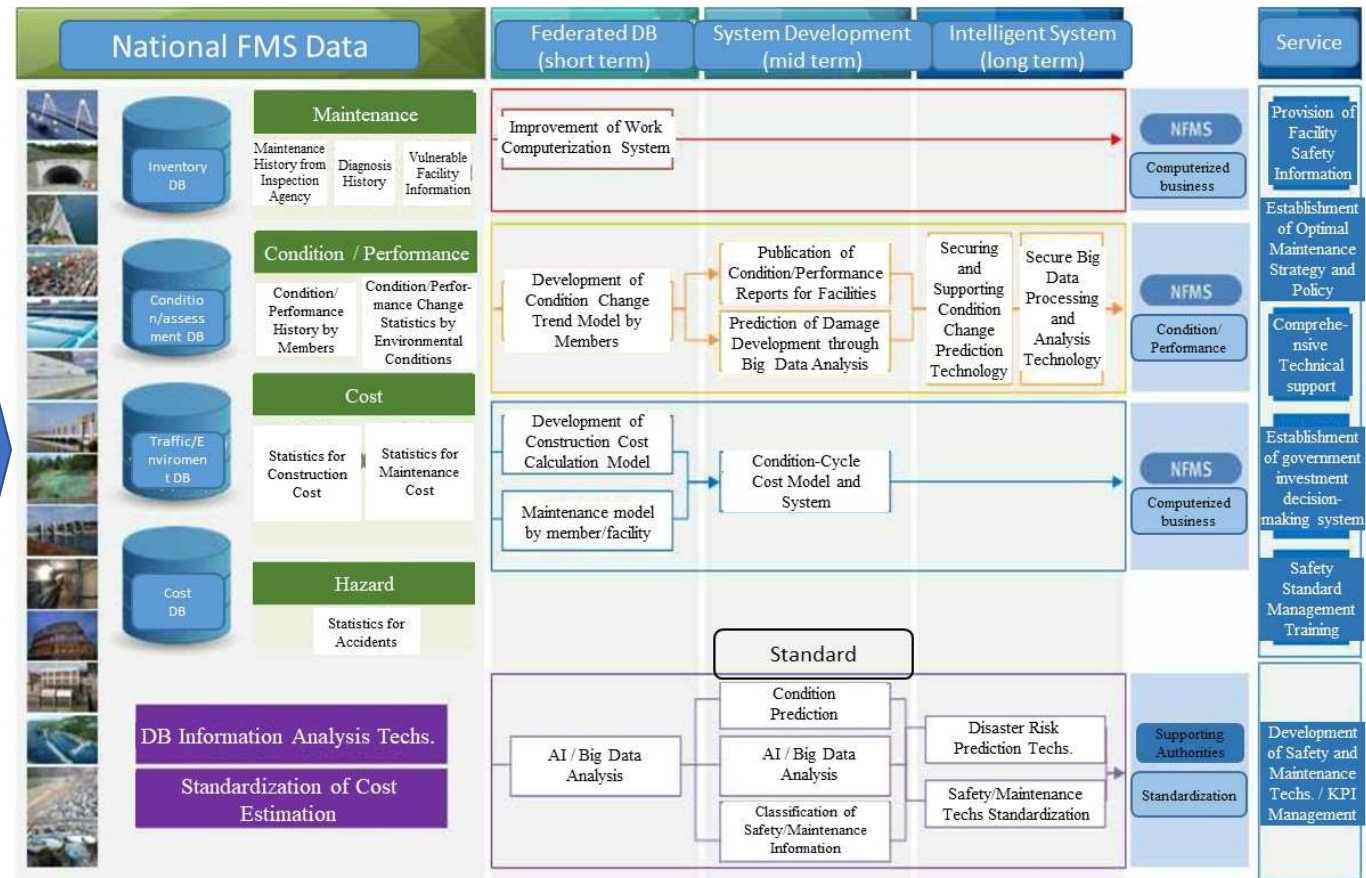 National FMS Data
Federated DB
(short term)
System Development
(mid term)
Intelligent System
(long term)
Service
Inventory
DB
Maintenance
Maintenance
History from
Inspection
Agency
Diagnosis
History
Vulnerable
Facility
Information
Improvement of Work
Computerization System
NFMS
Computerized
business
Provision of
Facility
Safety
Information
Conditio
n/assess
ment DB
Condition / Performance
Condition/
Performance
History by
Members
Condition/Perfor-
mance Change
Statistics by
Environmental
Conditions
Development of
Condition Change
Trend Model by
Members
Publication of
Condition/Performance
Reports for Facilities
Prediction of Damage
Development through
Big Data Analysis
Securing
and
Supporting
Condition
Change
Prediction
Technology
Secure Big
Data
Processing
and
Analysis
Technology
NFMS
Condition/
Performance
Establishment
of Optimal
Maintenance
Strategy and
Policy
Comprehe-
nsive
Technical
support
Traffic/E
nviromen
t DB
Cost
Statistics for
Construction
Cost
Statistics for
Maintenance
Cost
Development of
Construction Cost
Calculation Model
Maintenance model
by member/facility
Condition-Cycle
Cost Model and
System
NFMS
Computerized
business
Establishment
of government
investment
decision-
making system
Cost
DB
Hazard
Statistics for
Accidents
Safety
Standard
Management
Training
Standard
DB Information Analysis Techs.
Standardization of Cost
Estimation
AI / Big Data
Analysis
Condition
Prediction
AI / Big Data
Analysis
Classification of
Safety/Maintenance
Information
Disaster Risk
Prediction Techs.
Safety/Maintenance
Techs Standardization
Supporting
Authorities
Standardization
Development
of Safety and
Maintenance
Techs. / KPI
Management